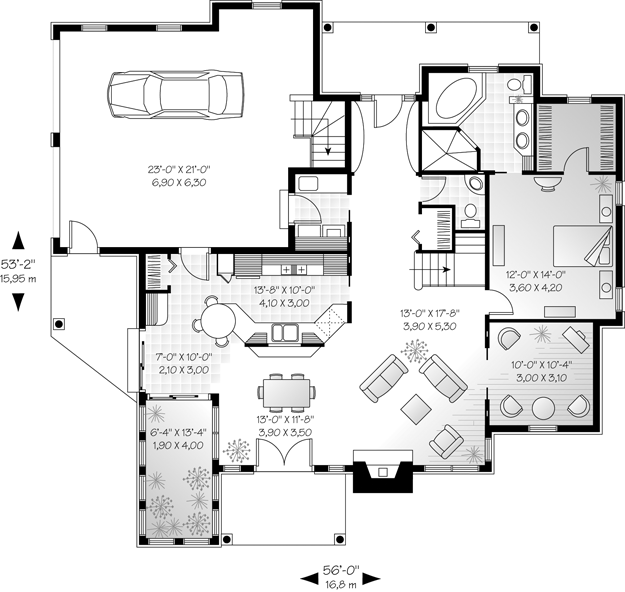 23'-0" X 21'-0"
6,90 X 6,30
53'-2"
15,95 m
13'-8" X 10'-0"
4,10 X 3,00
12'-0" X 14'-0"
3,60 X 4,20
13'-0" X 17'-8"
3,90 X 5,30
7'-0" X 10'-0"
2,10 X 3,00
10'-0" X 10'-4"
3,00 X 3,10
6'-4" X 13'-4"
1,90 X 4,00
13'-0" X 11'-8"
3,90 X 3,50
56'-0"
16,8 m